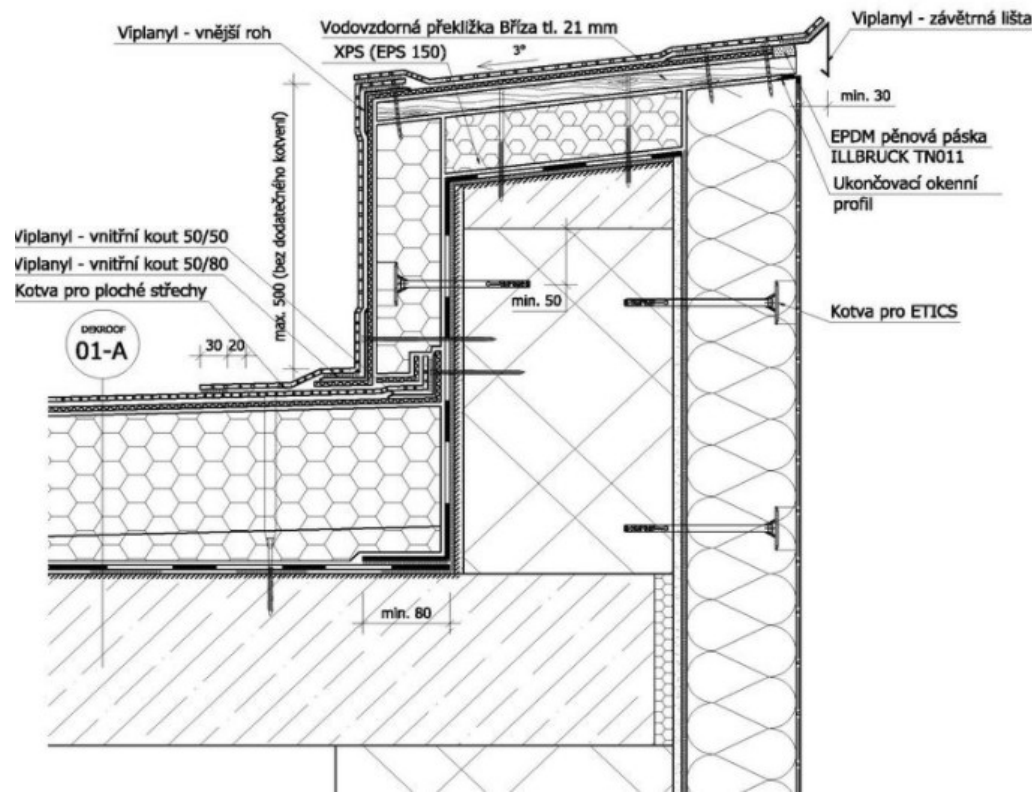 Viplanyl - vnější roh
Vodovzdorná překližka Bříza tl. 21 mm
XPS (EPS 150)
3°
Viplanyl - závětrná lišta
min. 30
EPDM pěnová páska
ILLBRUCK TN011
Ukončovací okenní
profil
max. 500 (bez dodatečného kotvení)
Viplanyl - vnitřní kout 50/50
Viplanyl - vnitřní kout 50/80
Kotva pro ploché střechy
min. 50
Kotva pro ETICS
DEKROOF
01-A
30 20
min. 80